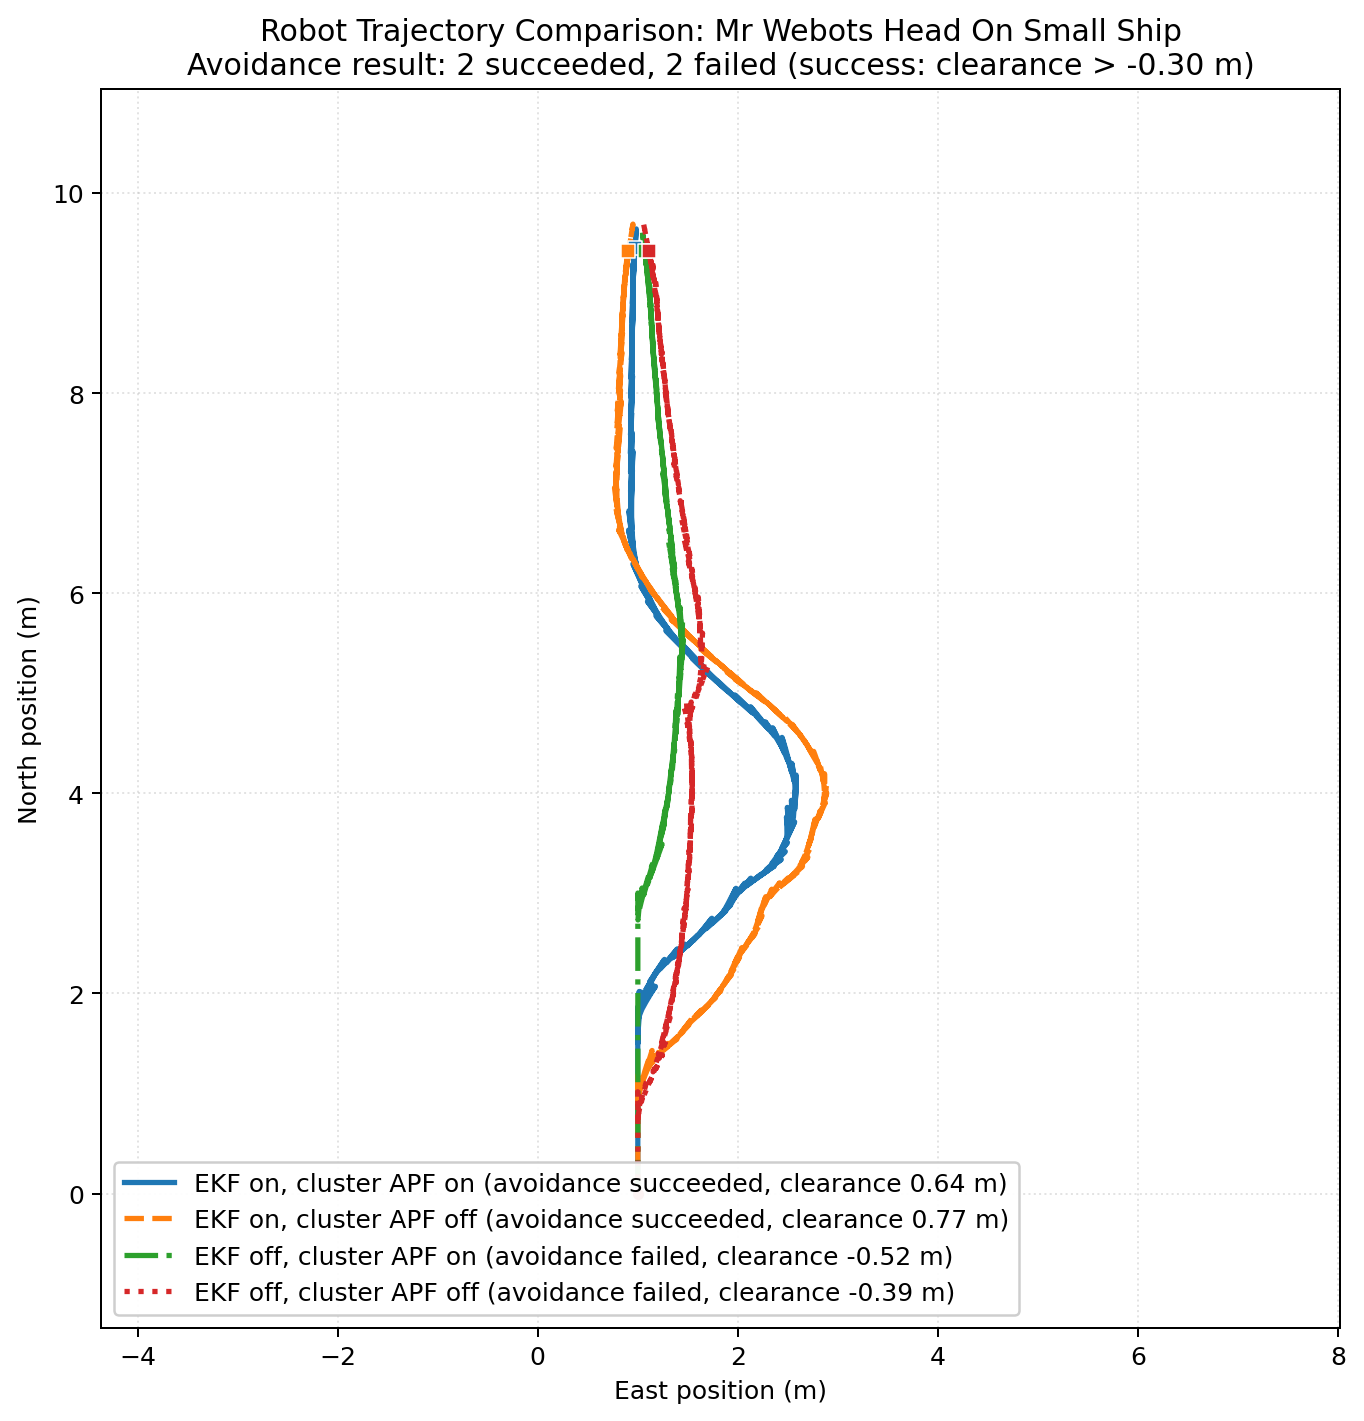 Robot Trajectory Comparison: Mr Webots Head On Small Ship
Avoidance result: 2 succeeded, 2 failed (success: clearance > -0.30 m)
North position (m)
10
8
6
4
2
0
EKF on, cluster APF on (avoidance succeeded, clearance 0.64 m)
EKF on, cluster APF off (avoidance succeeded, clearance 0.77 m)
EKF off, cluster APF on (avoidance failed, clearance -0.52 m)
EKF off, cluster APF off (avoidance failed, clearance -0.39 m)
−4 −2 0 2 4 6 8
East position (m)